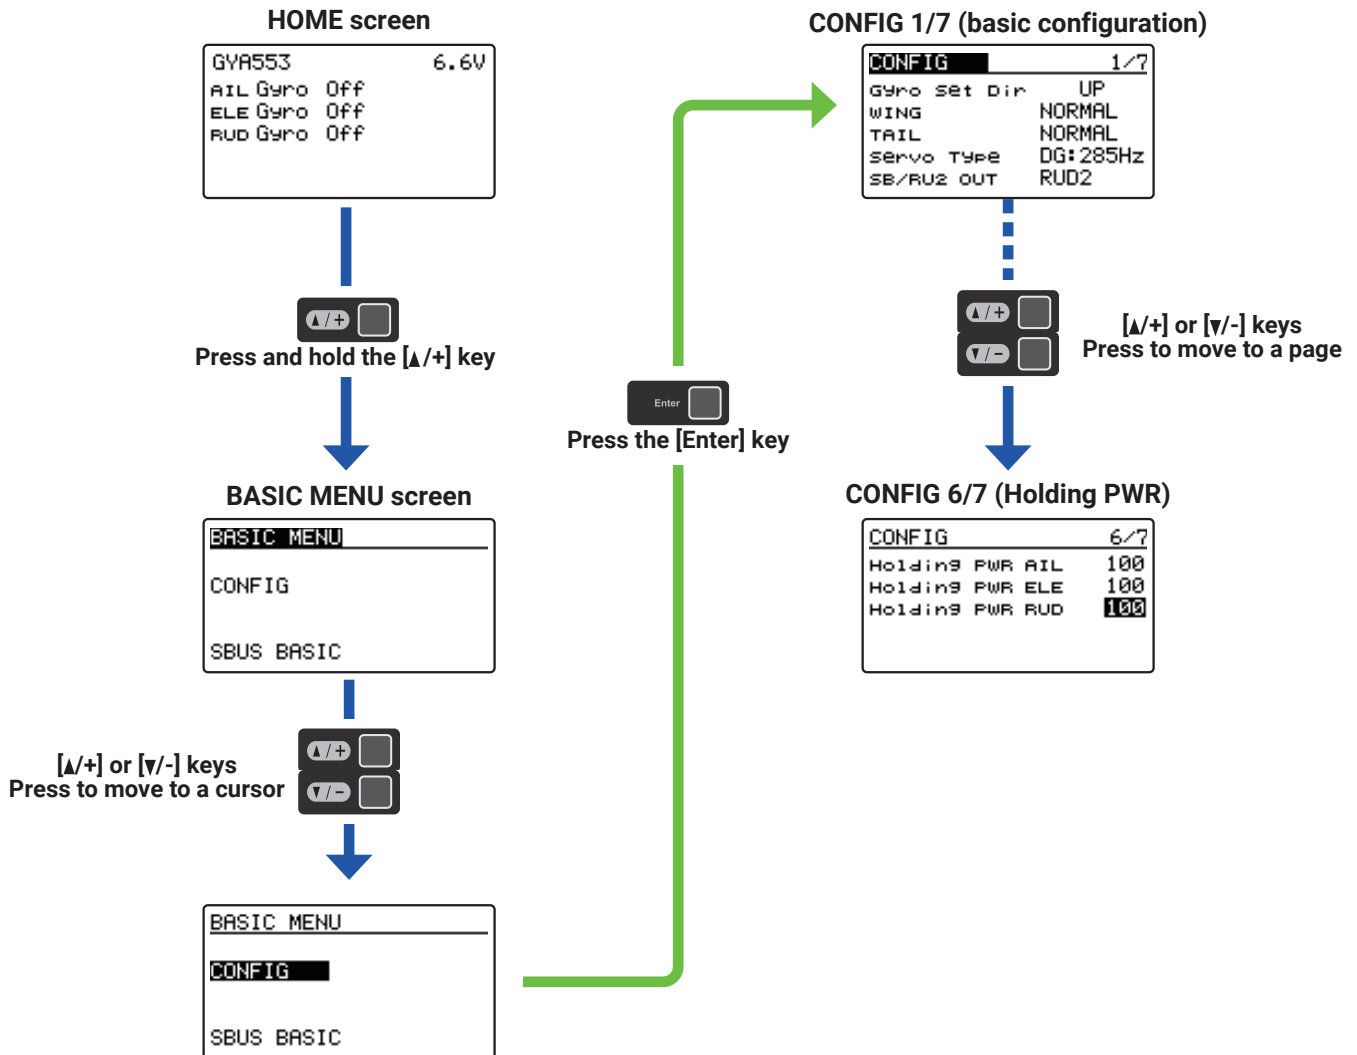 HOME screen
GYA553 6.6V
AIL Gyro Off
ELE Gyro Off
RUD Gyro Off
▲/+
Press and hold the [▲/+] key
BASIC MENU screen
BASIC MENU
CONFIG
SBUS BASIC
[▲/+] or [▼/-] keys
Press to move to a cursor
▲/+
▼/−
BASIC MENU
CONFIG
SBUS BASIC
Enter
Press the [Enter] key
CONFIG 1/7 (basic configuration)
CONFIG 1/7
Gyro Set Dir UP
WING NORMAL
TAIL NORMAL
Servo Type DG:285Hz
SB/RU2 OUT RUD2
▲/+
▼/−
[▲/+] or [▼/-] keys
Press to move to a page
CONFIG 6/7 (Holding PWR)
CONFIG 6/7
Holding PWR AIL 100
Holding PWR ELE 100
Holding PWR RUD 100